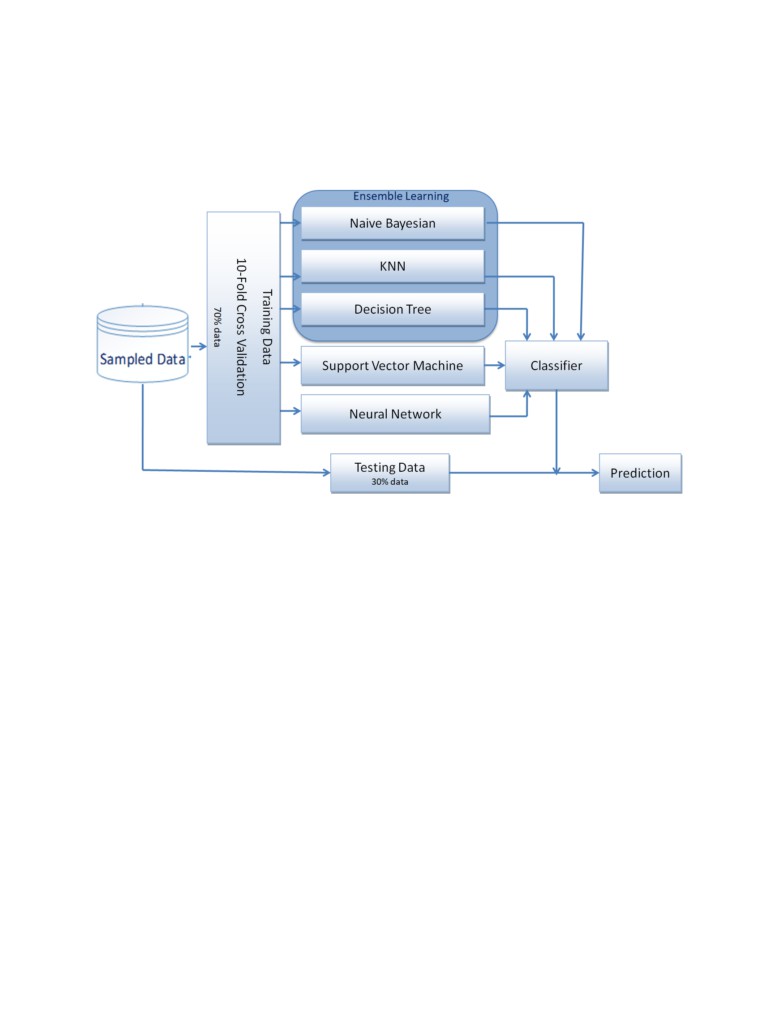 Ensemble Learning
Naive Bayesian
KNN
Decision Tree
Support Vector Machine
Neural Network
Training Data
10-Fold Cross Validation
70% data
Sampled Data
Classifier
Testing Data
30% data
Prediction